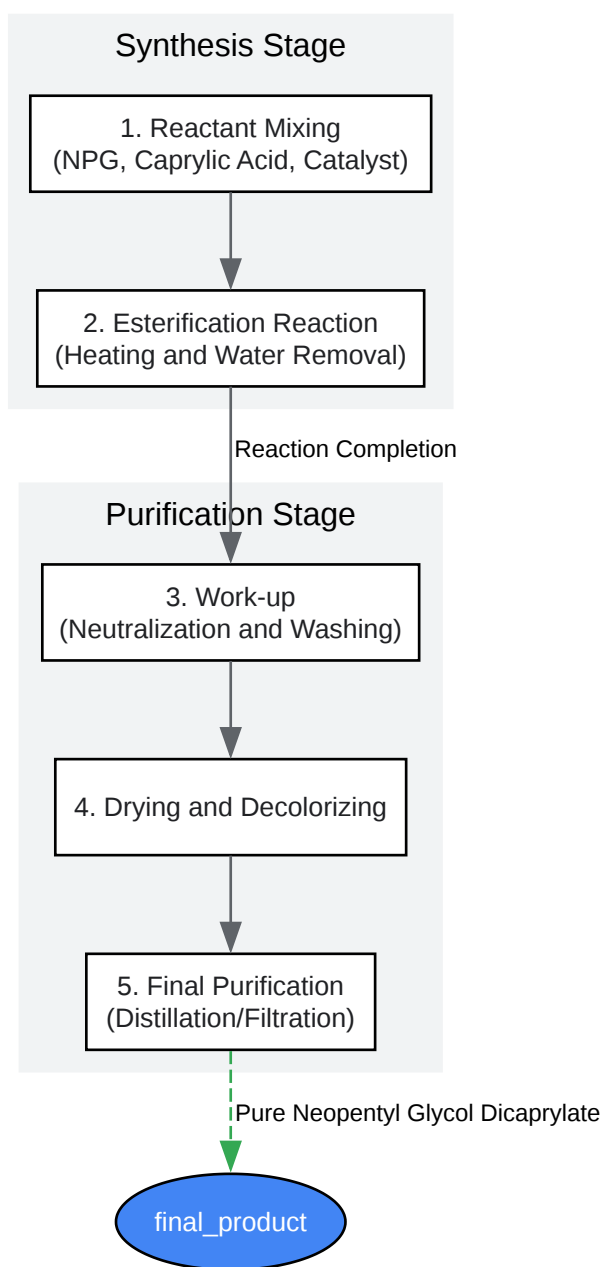 Synthesis Stage
1. Reactant Mixing
(NPG, Caprylic Acid, Catalyst)
2. Esterification Reaction
(Heating and Water Removal)
Reaction Completion
Purification Stage
3. Work-up
(Neutralization and Washing)
4. Drying and Decolorizing
5. Final Purification
(Distillation/Filtration)
Pure Neopentyl Glycol Dicaprylate
final_product